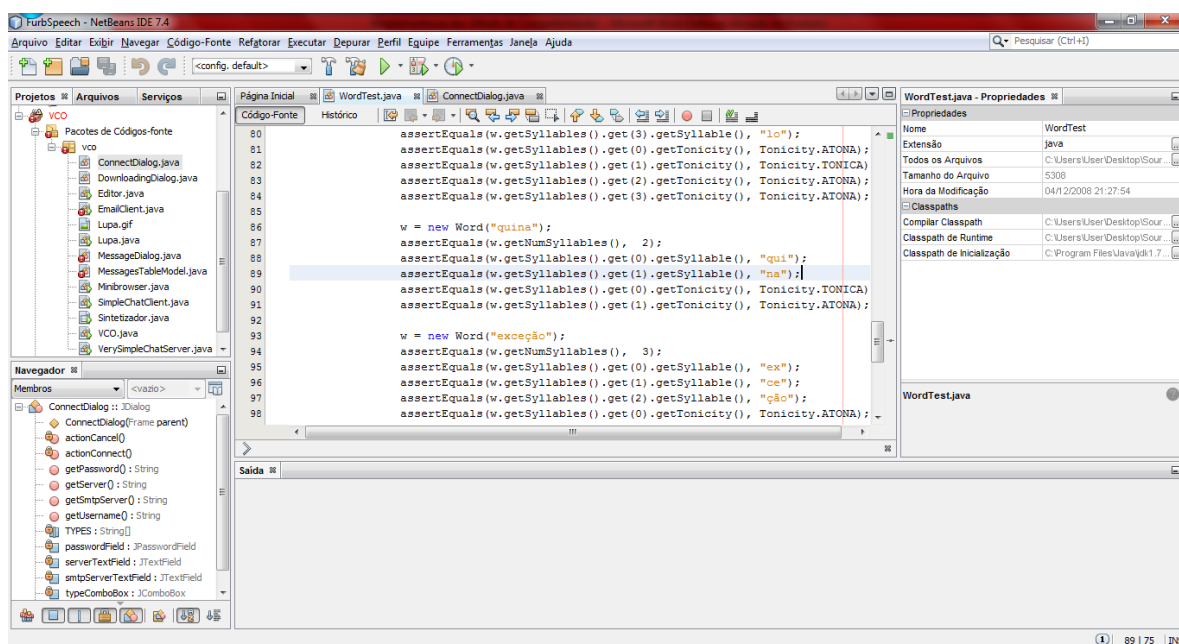 FurbSpeech - NetBeans IDE 7.4
Arquivo Editar Exibir Navegar Código-Fonte Refatorar Executar Depurar Perfil Equipe Ferramentas Janela Ajuda
Pesquisar (Ctrl+I)
<config. default>
Projetos Arquivos Serviços
VCO
Pacotes de Códigos-fonte
vco
ConnectDialog.java
DownloadingDialog.java
Editor.java
EmailClient.java
Lupa.gif
Lupa.java
MessageDialog.java
MessagesTableModel.java
Minibrowser.java
SimpleChatClient.java
Sintetizador.java
VCO.java
VerySimpleChatServer.java
Navegador
Membros <vazio>
ConnectDialog :: JDialog
ConnectDialog(Frame parent)
actionCancel()
actionConnect()
getPassword() : String
getServer() : String
getSmtpServer() : String
getUsername() : String
TYPES : String[]
passwordField : JPasswordField
serverTextField : JTextField
smtpServerTextField : JTextField
typeComboBox : JComboBox
Página Inicial WordTest.java ConnectDialog.java
Código-Fonte Histórico
80 assertEquals(w.getSyllables().get(3).getSyllable(), "lo");
81 assertEquals(w.getSyllables().get(0).getTonicity(), Tonicity.ATONA);
82 assertEquals(w.getSyllables().get(1).getTonicity(), Tonicity.TONICA)
83 assertEquals(w.getSyllables().get(2).getTonicity(), Tonicity.ATONA);
84 assertEquals(w.getSyllables().get(3).getTonicity(), Tonicity.ATONA);
85
86 w = new Word("quina");
87 assertEquals(w.getNumSyllables(), 2);
88 assertEquals(w.getSyllables().get(0).getSyllable(), "qui");
89 assertEquals(w.getSyllables().get(1).getSyllable(), "na");
90 assertEquals(w.getSyllables().get(0).getTonicity(), Tonicity.TONICA)
91 assertEquals(w.getSyllables().get(1).getTonicity(), Tonicity.ATONA);
92
93 w = new Word("exceção");
94 assertEquals(w.getNumSyllables(), 3);
95 assertEquals(w.getSyllables().get(0).getSyllable(), "ex");
96 assertEquals(w.getSyllables().get(1).getSyllable(), "ce");
97 assertEquals(w.getSyllables().get(2).getSyllable(), "ção");
98 assertEquals(w.getSyllables().get(0).getTonicity(), Tonicity.ATONA);
Saída
WordTest.java - Propriedades
Propriedades
Nome WordTest
Extensão java
Todos os Arquivos C:\Users\User\Desktop\Sour...
Tamanho do Arquivo 5308
Hora da Modificação 04/12/2008 21:27:54
Classpaths
Compilar Classpath C:\Users\User\Desktop\Sour...
Classpath de Runtime C:\Users\User\Desktop\Sour...
Classpath de Inicialização C:\Program Files\Java\jdk1.7...
WordTest.java
1 89 | 75 IN